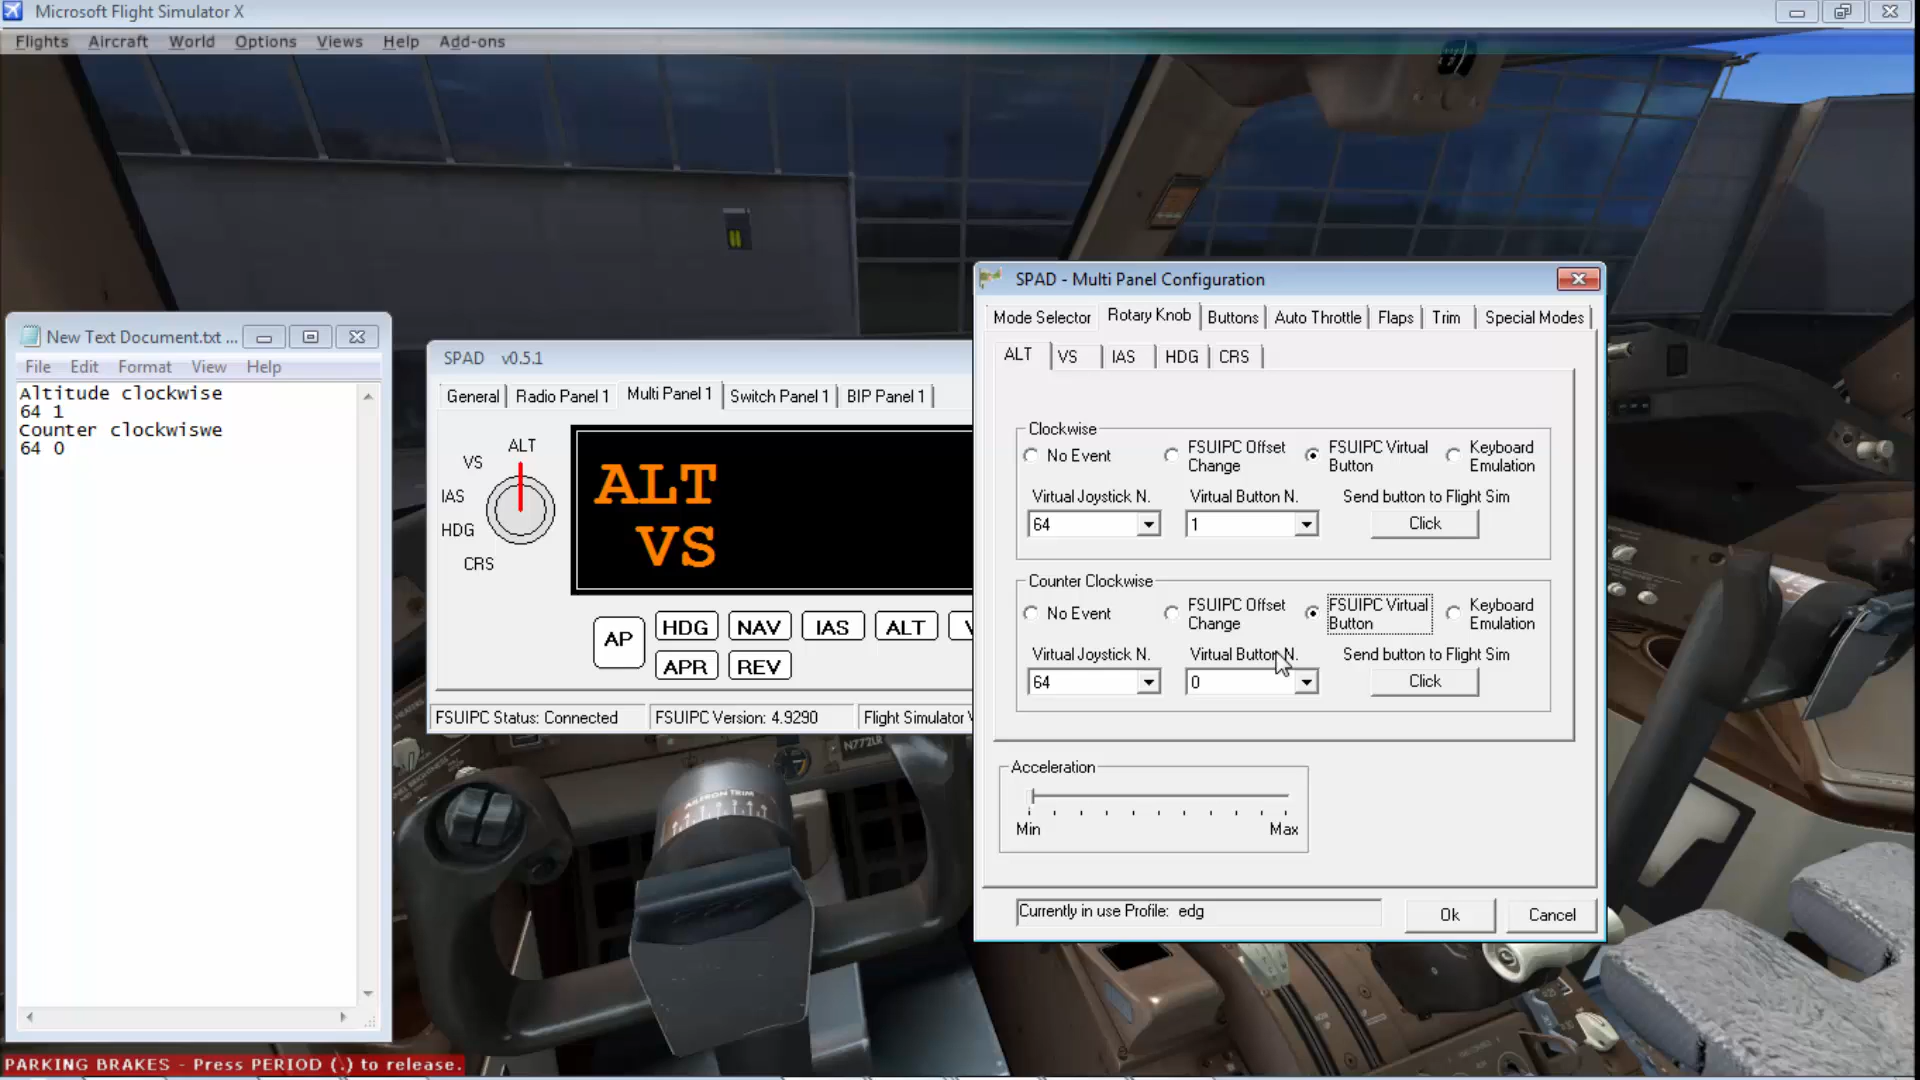 Microsoft Flight Simulator X
Flights Aircraft World Options Views Help Add-ons
New Text Document.txt ...
File Edit Format View Help
Altitude clockwise
64 1
Counter clockwiswe
64 0
SPAD v0.5.1
General Radio Panel 1 Multi Panel 1 Switch Panel 1 BIP Panel 1
ALT
VS
IAS
HDG
CRS
ALT
VS
AP HDG NAV IAS ALT V
APR REV
FSUIPC Status: Connected FSUIPC Version: 4.9290 Flight Simulator V
SPAD - Multi Panel Configuration
Mode Selector Rotary Knob Buttons Auto Throttle Flaps Trim Special Modes
ALT VS IAS HDG CRS
Clockwise
No Event
FSUIPC Offset
Change
FSUIPC Virtual
Button
Keyboard
Emulation
Virtual Joystick N. Virtual Button N. Send button to Flight Sim
64 1 Click
Counter Clockwise
No Event
FSUIPC Offset
Change
FSUIPC Virtual
Button
Keyboard
Emulation
Virtual Joystick N. Virtual Button N. Send button to Flight Sim
64 0 Click
Acceleration
Min Max
Currently in use Profile: edg
Ok Cancel
N772LR
AILERON TRIM
PARKING BRAKES - Press PERIOD (.) to release.